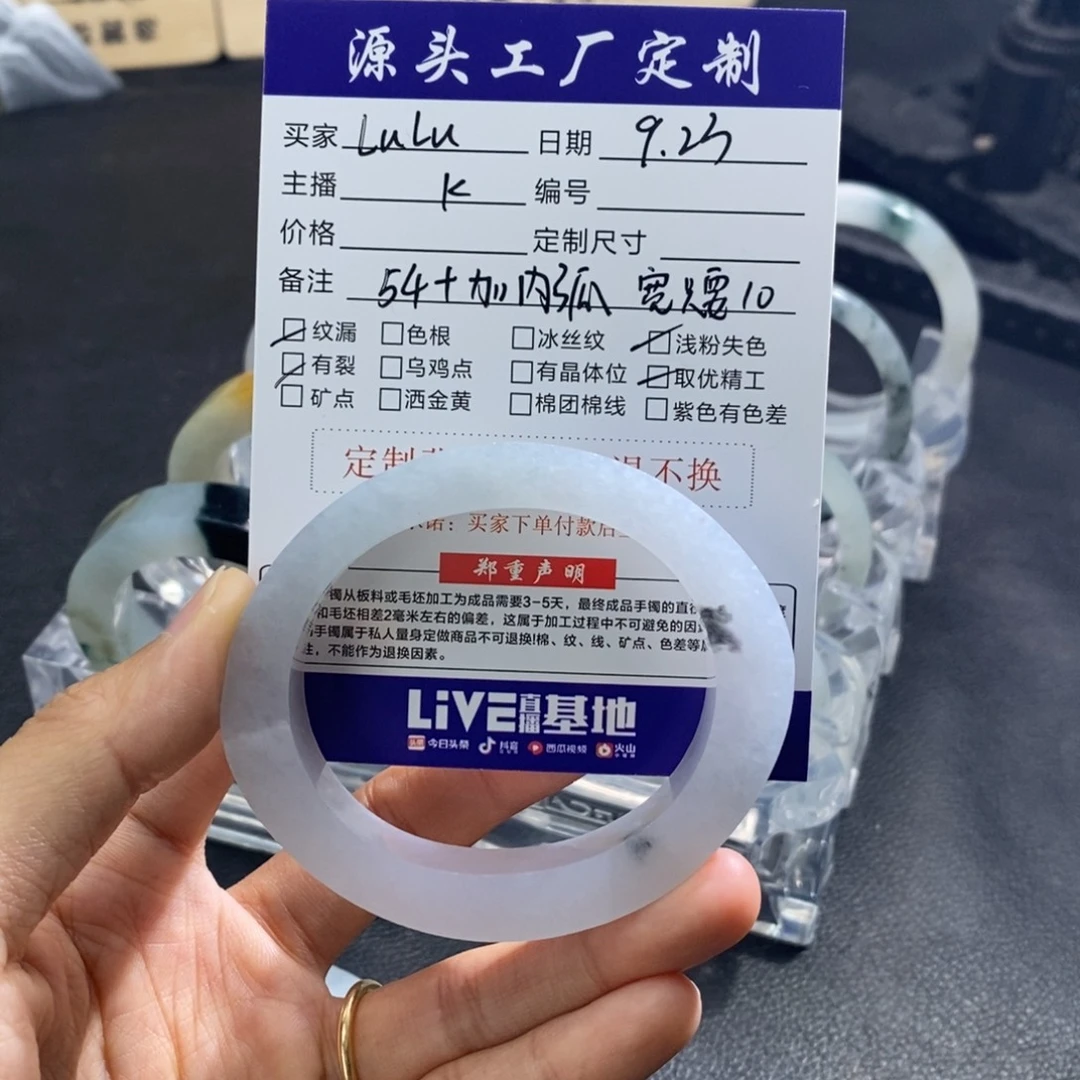 源头工厂定制
买家 LuLu 日期 9.23
主播 K 编号
价格 定制尺寸
备注 54+加内弧 宽腰10
纹漏 色根 冰丝纹 浅粉失色
有裂 乌鸡点 有晶体位 取优精工
矿点 洒金黄 棉团棉线 紫色有色差
定制 不换
诺：买家下单付款后
郑重声明
镯从板料或毛坯加工为成品需要3-5天，最终成品手镯的直径
和毛坯相差2毫米左右的偏差，这属于加工过程中不可避免的因
手镯属于私人量身定做商品不可退换!棉、纹、线、矿点、色差等
注，不能作为退换因素。
LiVE直播基地
头条 今日头条 抖音 西瓜视频 火山